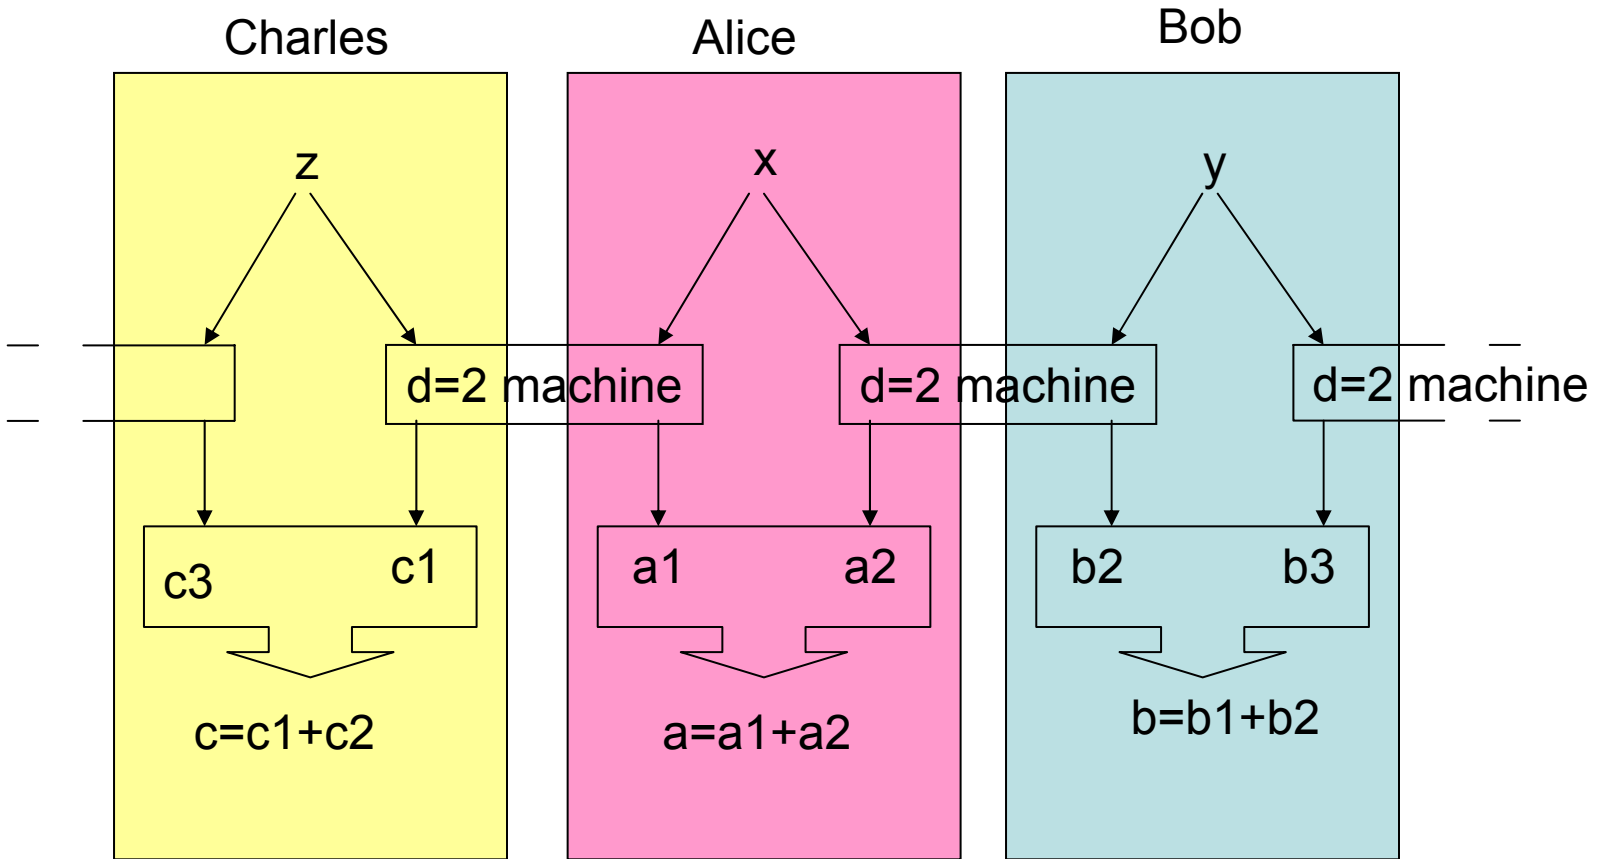 Charles
Alice
Bob
z
x
y
d=2 machine
d=2 machine
d=2 machine
c3
c1
a1
a2
b2
b3
c=c1+c2
a=a1+a2
b=b1+b2